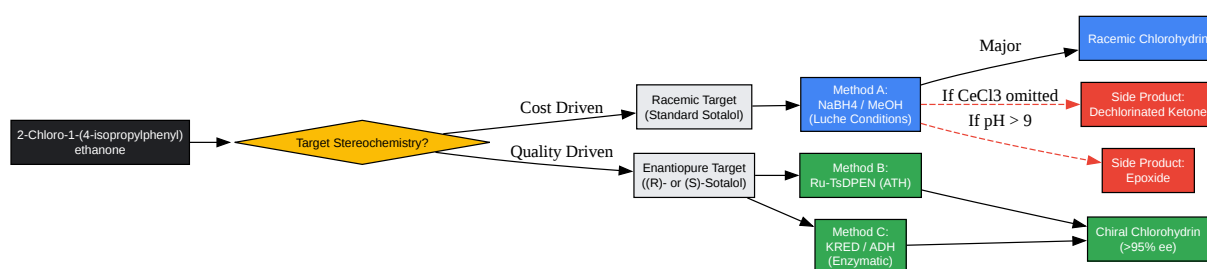 2-Chloro-1-(4-isopropylphenyl)
ethanone
Target Stereochemistry?
Cost Driven
Quality Driven
Racemic Target
(Standard Sotalol)
Enantiopure Target
((R)- or (S)-Sotalol)
Method A:
NaBH4 / MeOH
(Luche Conditions)
Method B:
Ru-TsDPEN (ATH)
Method C:
KRED / ADH
(Enzymatic)
Major
If CeCl3 omitted
If pH > 9
Racemic Chlorohydrin
Side Product:
Dechlorinated Ketone
Side Product:
Epoxide
Chiral Chlorohydrin
(>95% ee)